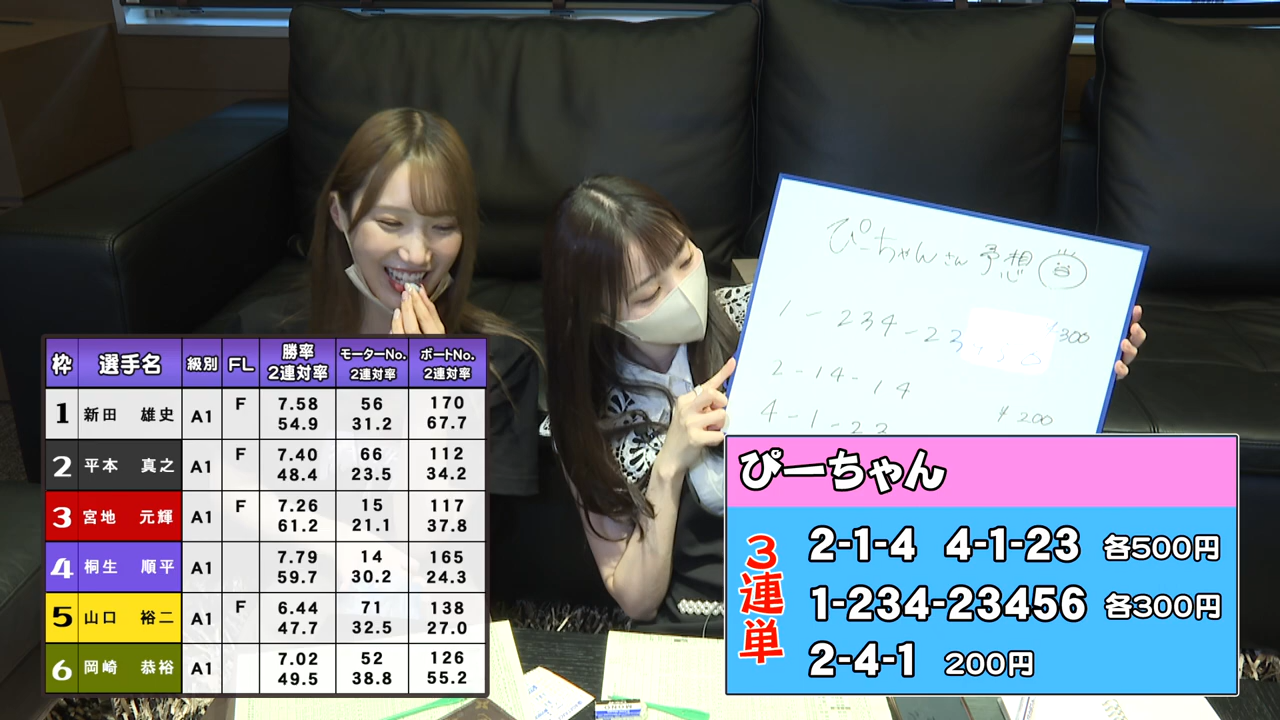 ぴーちゃんさん予想
1-234-23 ¥300
2-14-14
4-1-23 ¥200
枠 選手名 級別 FL 勝率 2連対率 モーターNo. 2連対率 ボートNo. 2連対率
1 新田 雄史 A1 F 7.58 54.9 56 31.2 170 67.7
2 平本 真之 A1 F 7.40 48.4 66 23.5 112 34.2
3 宮地 元輝 A1 F 7.26 61.2 15 21.1 117 37.8
4 桐生 順平 A1 7.79 59.7 14 30.2 165 24.3
5 山口 裕二 A1 F 6.44 47.7 71 32.5 138 27.0
6 岡崎 恭裕 A1 7.02 49.5 52 38.8 126 55.2
ぴーちゃん
3連単
2-1-4 4-1-23 各500円
1-234-23456 各300円
2-4-1 200円